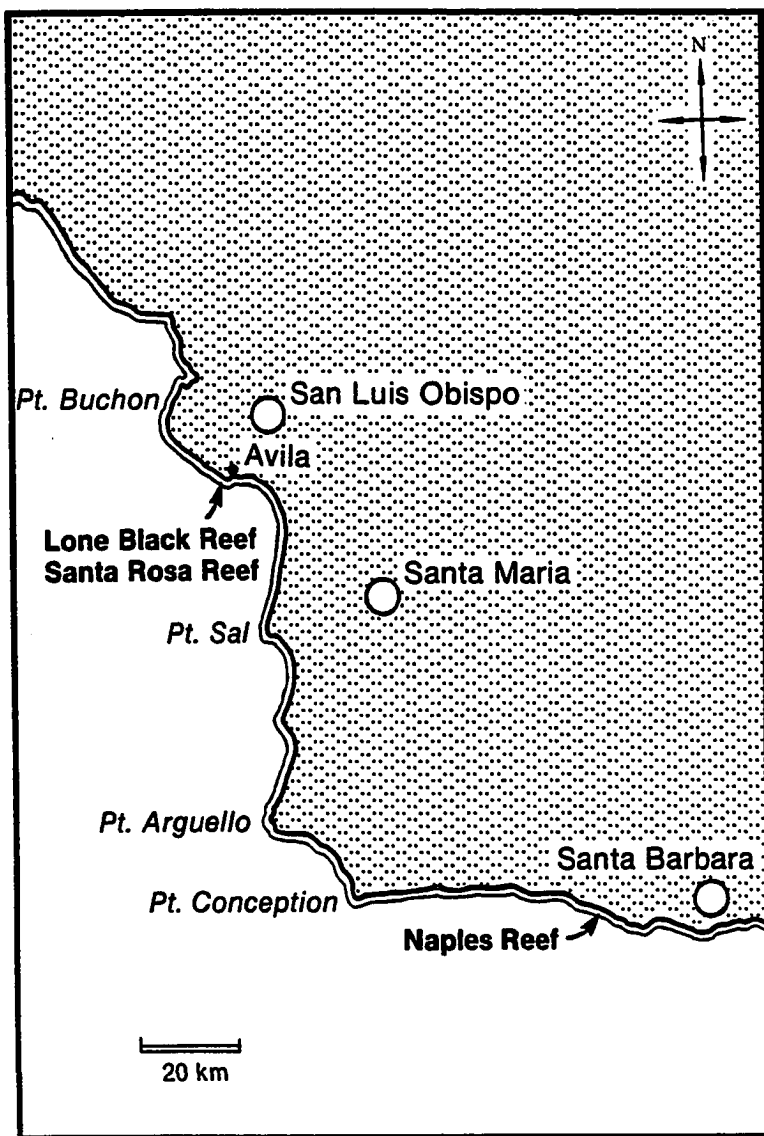 N
San Luis Obispo
Pt. Buchon
Avila
Lone Black Reef
Santa Rosa Reef
Santa Maria
Pt. Sal
Pt. Arguello
Santa Barbara
Pt. Conception
Naples Reef
20 km